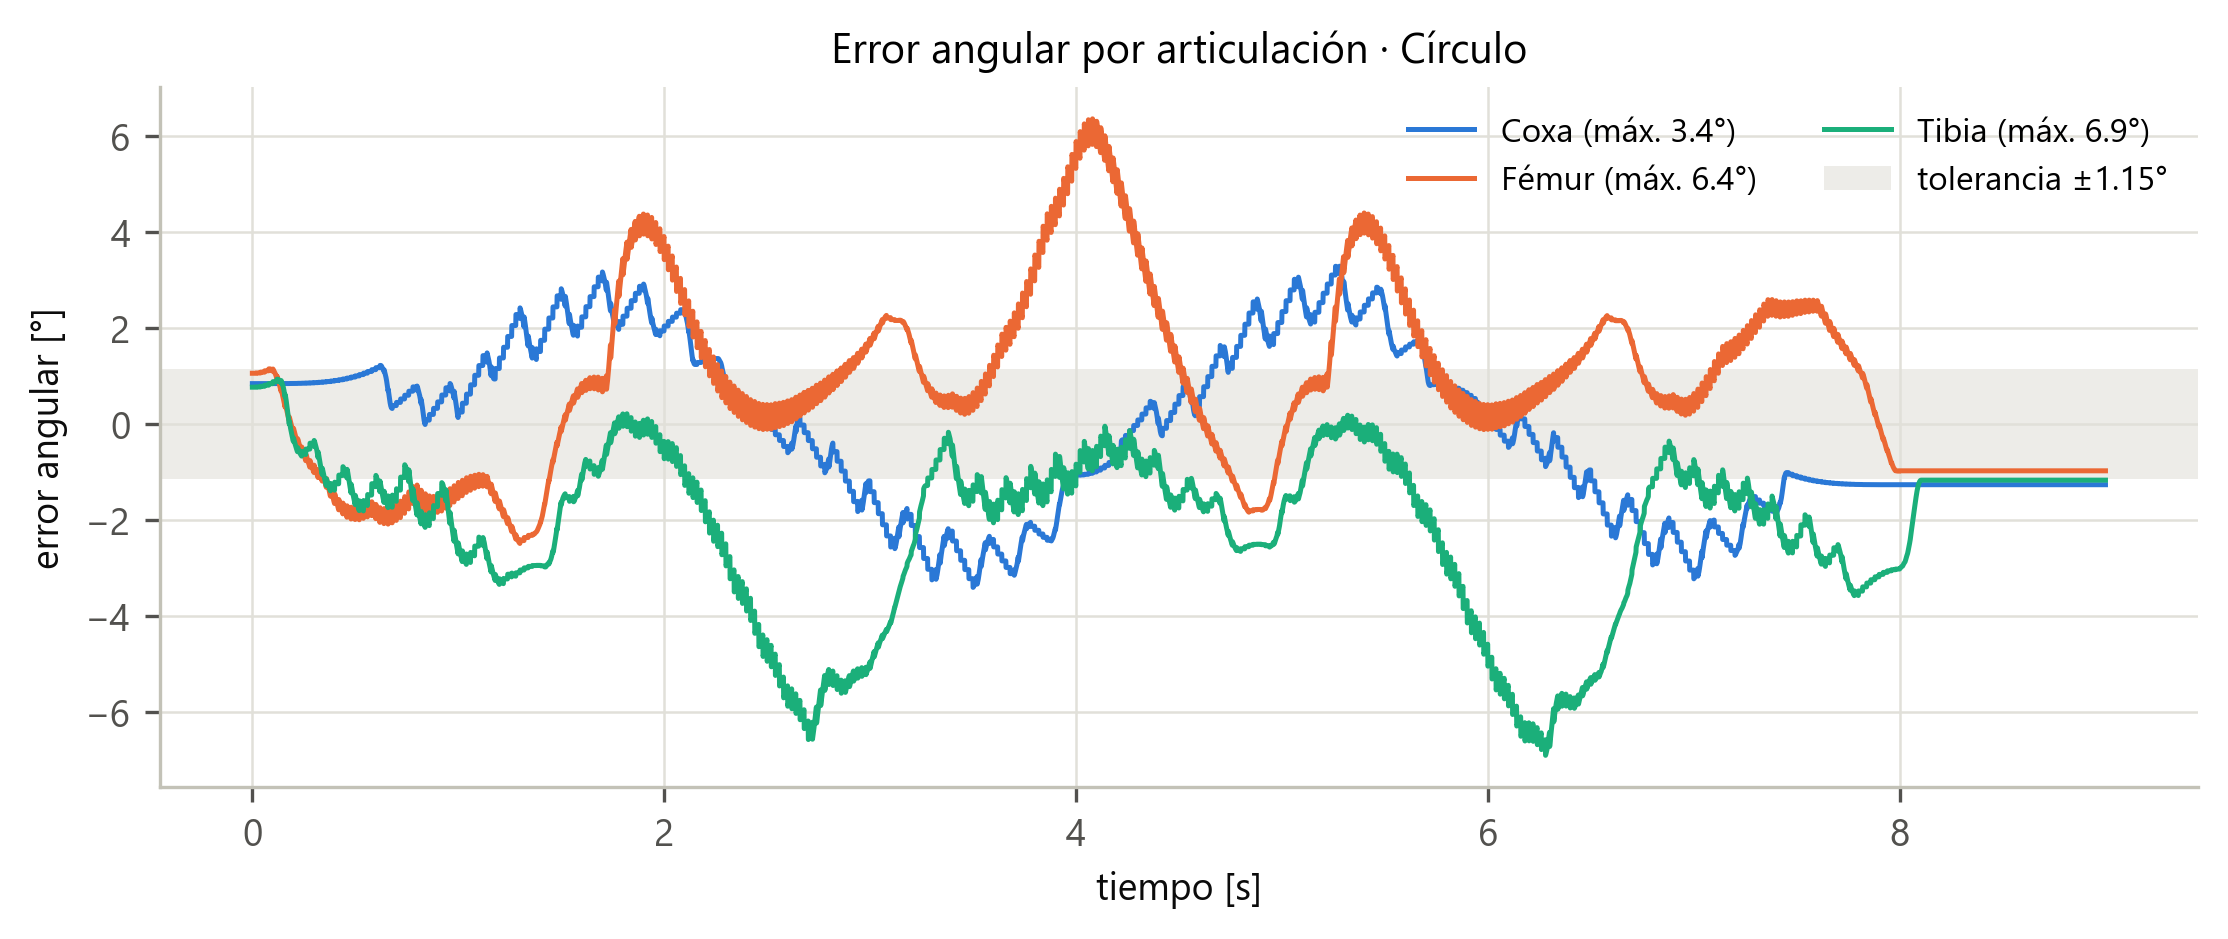 Error angular por articulación · Círculo
Coxa (máx. 3.4°)
Fémur (máx. 6.4°)
Tibia (máx. 6.9°)
tolerancia ±1.15°
error angular [°]
6
4
2
0
−2
−4
−6
0 2 4 6 8
tiempo [s]